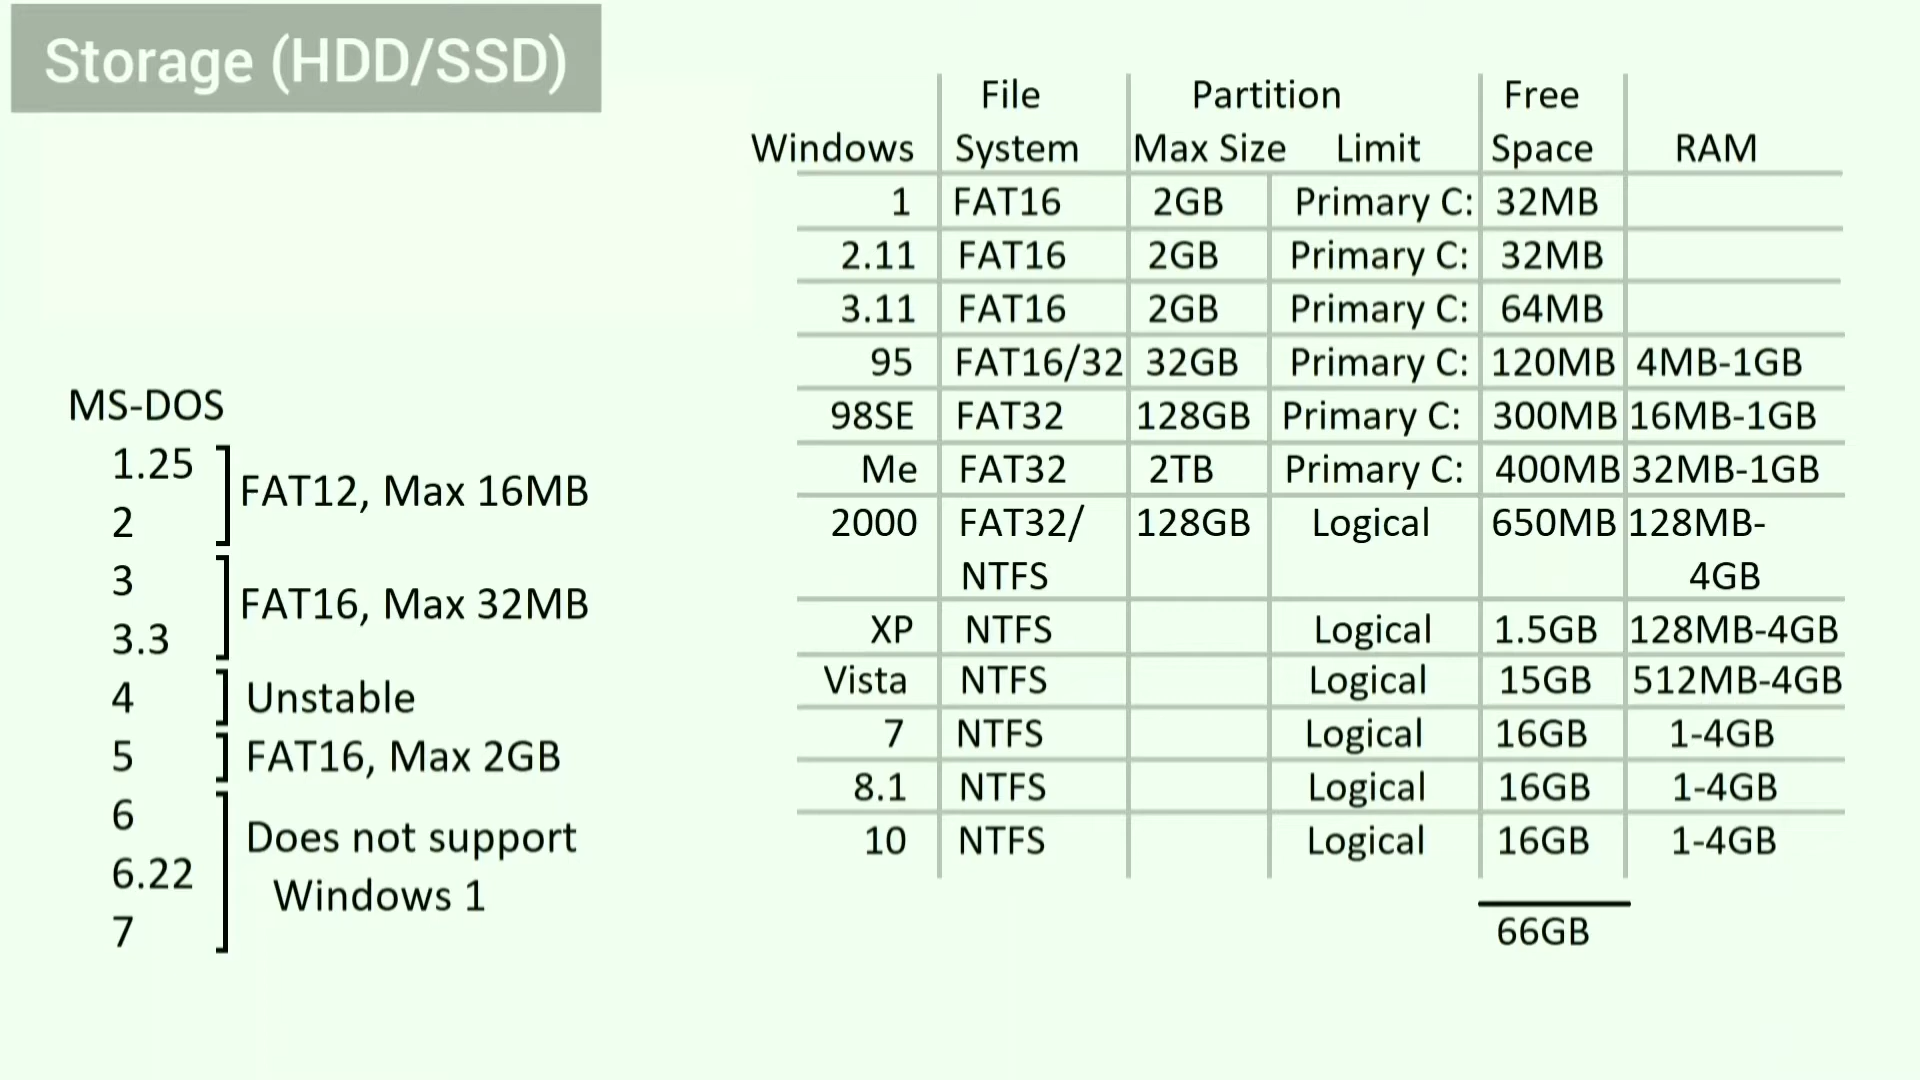 Storage (HDD/SSD)
MS-DOS
1.25
2
FAT12, Max 16MB
3
3.3
FAT16, Max 32MB
4
Unstable
5
FAT16, Max 2GB
6
6.22
7
Does not support
Windows 1
File Partition Free
Windows System Max Size Limit Space RAM
1 FAT16 2GB Primary C: 32MB
2.11 FAT16 2GB Primary C: 32MB
3.11 FAT16 2GB Primary C: 64MB
95 FAT16/32 32GB Primary C: 120MB 4MB-1GB
98SE FAT32 128GB Primary C: 300MB 16MB-1GB
Me FAT32 2TB Primary C: 400MB 32MB-1GB
2000 FAT32/ 128GB Logical 650MB 128MB-
NTFS 4GB
XP NTFS Logical 1.5GB 128MB-4GB
Vista NTFS Logical 15GB 512MB-4GB
7 NTFS Logical 16GB 1-4GB
8.1 NTFS Logical 16GB 1-4GB
10 NTFS Logical 16GB 1-4GB
66GB